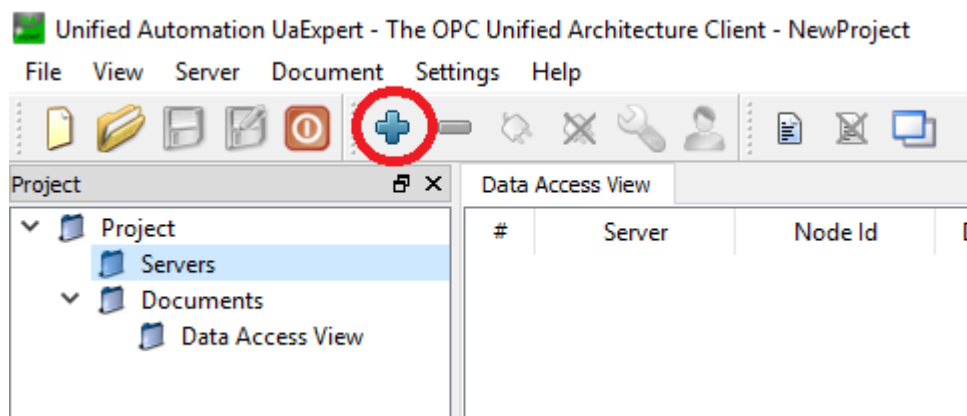 Unified Automation UaExpert - The OPC Unified Architecture Client - NewProject
File View Server Document Settings Help
Project
Data Access View
Project
Servers
Documents
Data Access View
# Server Node Id